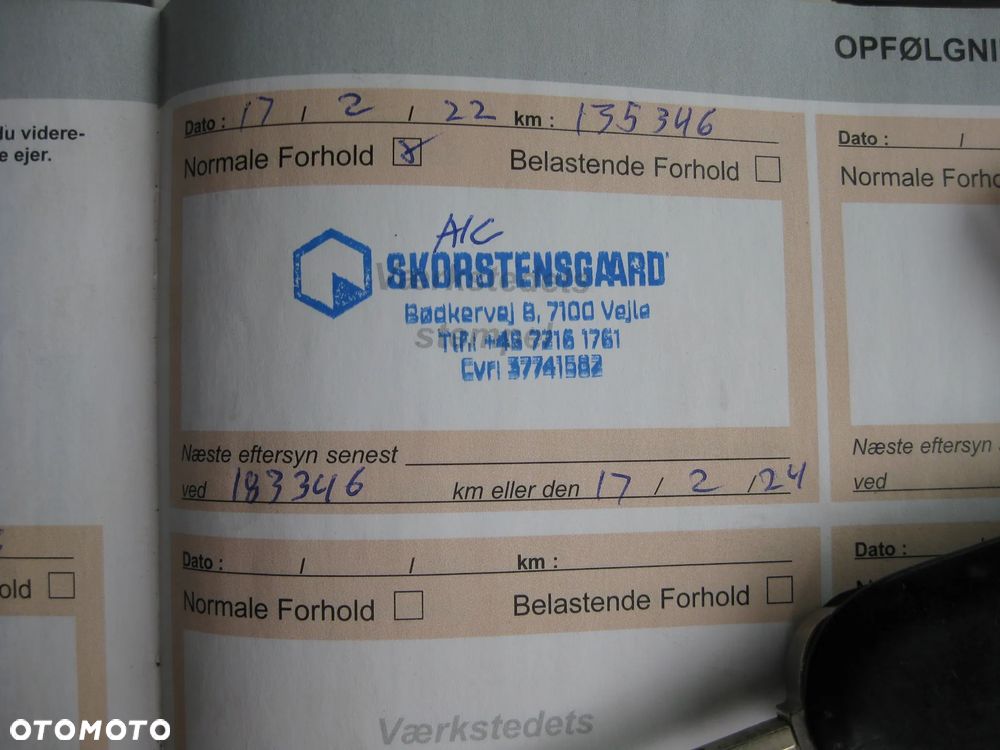 OPFØLGNI
du videre-
e ejer.
Dato : 17 / 2 / 22 km : 135346
Normale Forhold Belastende Forhold
A/C
SKORSTENSGAARD
Værkstedets
Bødkervej 8, 7100 Vejle
stempel
Tlf.: +45 7216 1761
Cvr: 37741582
Næste eftersyn senest
ved 183346 km eller den 17 / 2 / 24
Dato : / / km :
Normale Forhold Belastende Forhold
Værkstedets
Dato : /
Normale Forho
Næste eftersyn
ved
Dato :
old
OTOMOTO